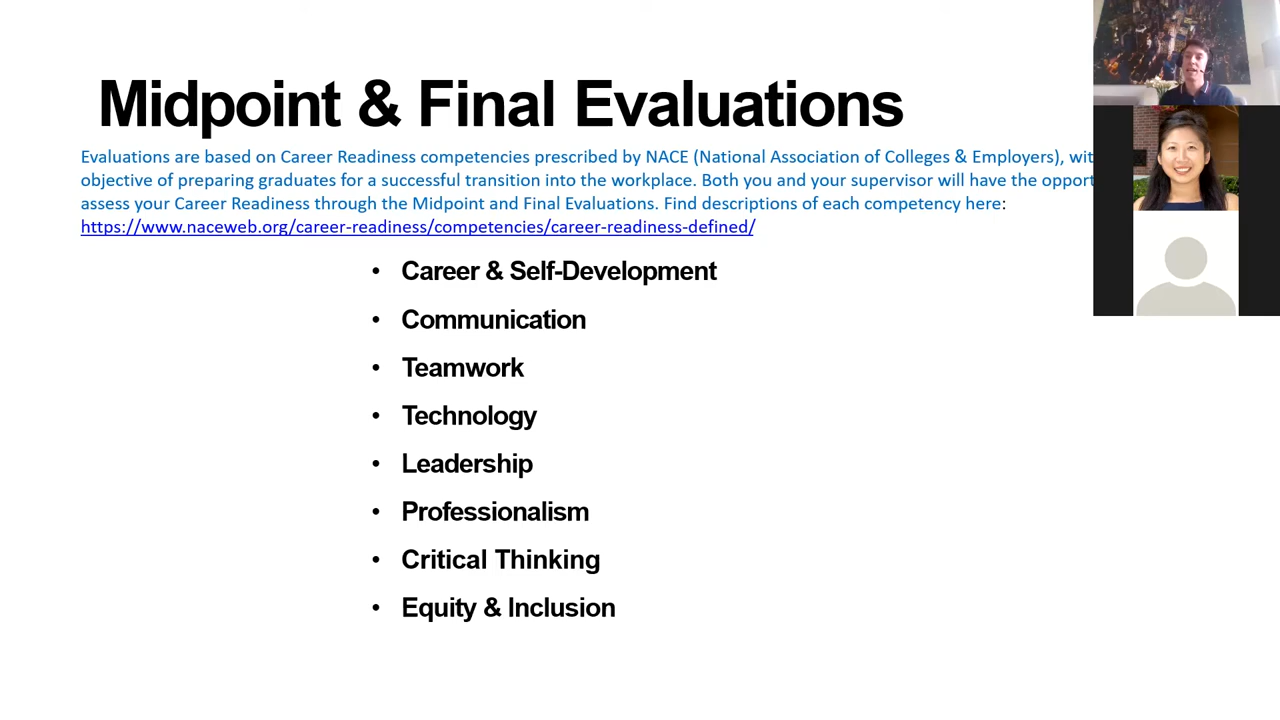 Midpoint & Final Evaluations
Evaluations are based on Career Readiness competencies prescribed by NACE (National Association of Colleges & Employers),
objective of preparing graduates for a successful transition into the workplace. Both you and your supervisor will have the
assess your Career Readiness through the Midpoint and Final Evaluations. Find descriptions of each competency here:
https://www.naceweb.org/career-readiness/competencies/career-readiness-defined/
• Career & Self-Development
• Communication
• Teamwork
• Technology
• Leadership
• Professionalism
• Critical Thinking
• Equity & Inclusion